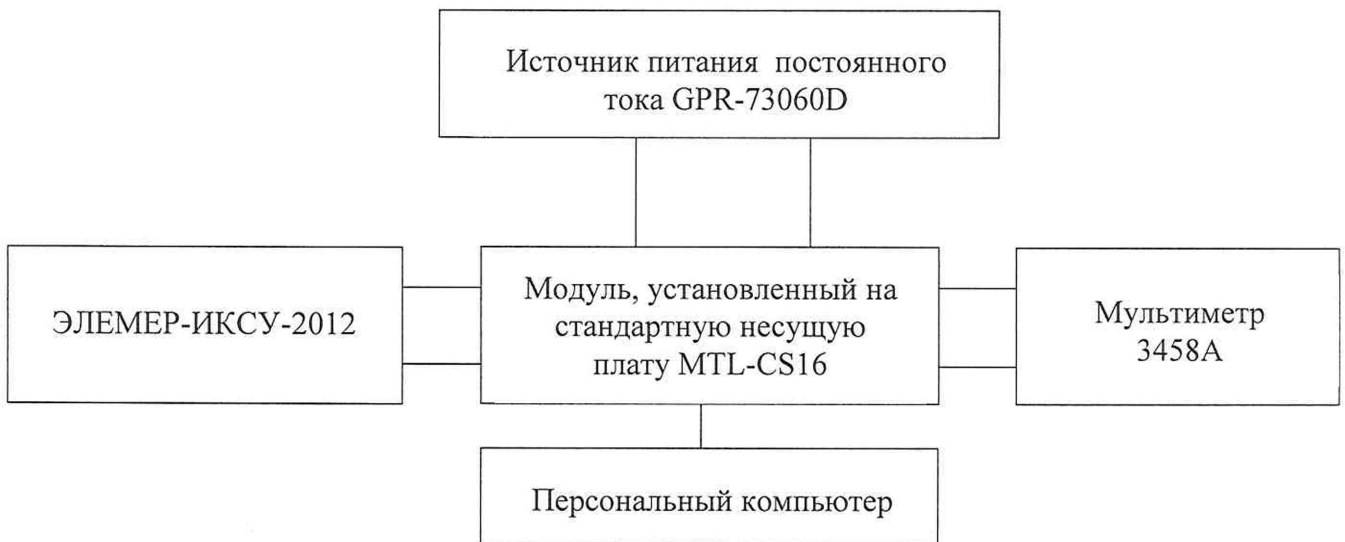 Источник питания постоянного
тока GPR-73060D
ЭЛЕМЕР-ИКСУ-2012
Модуль, установленный на
стандартную несущую
плату MTL-CS16
Мультиметр
3458A
Персональный компьютер